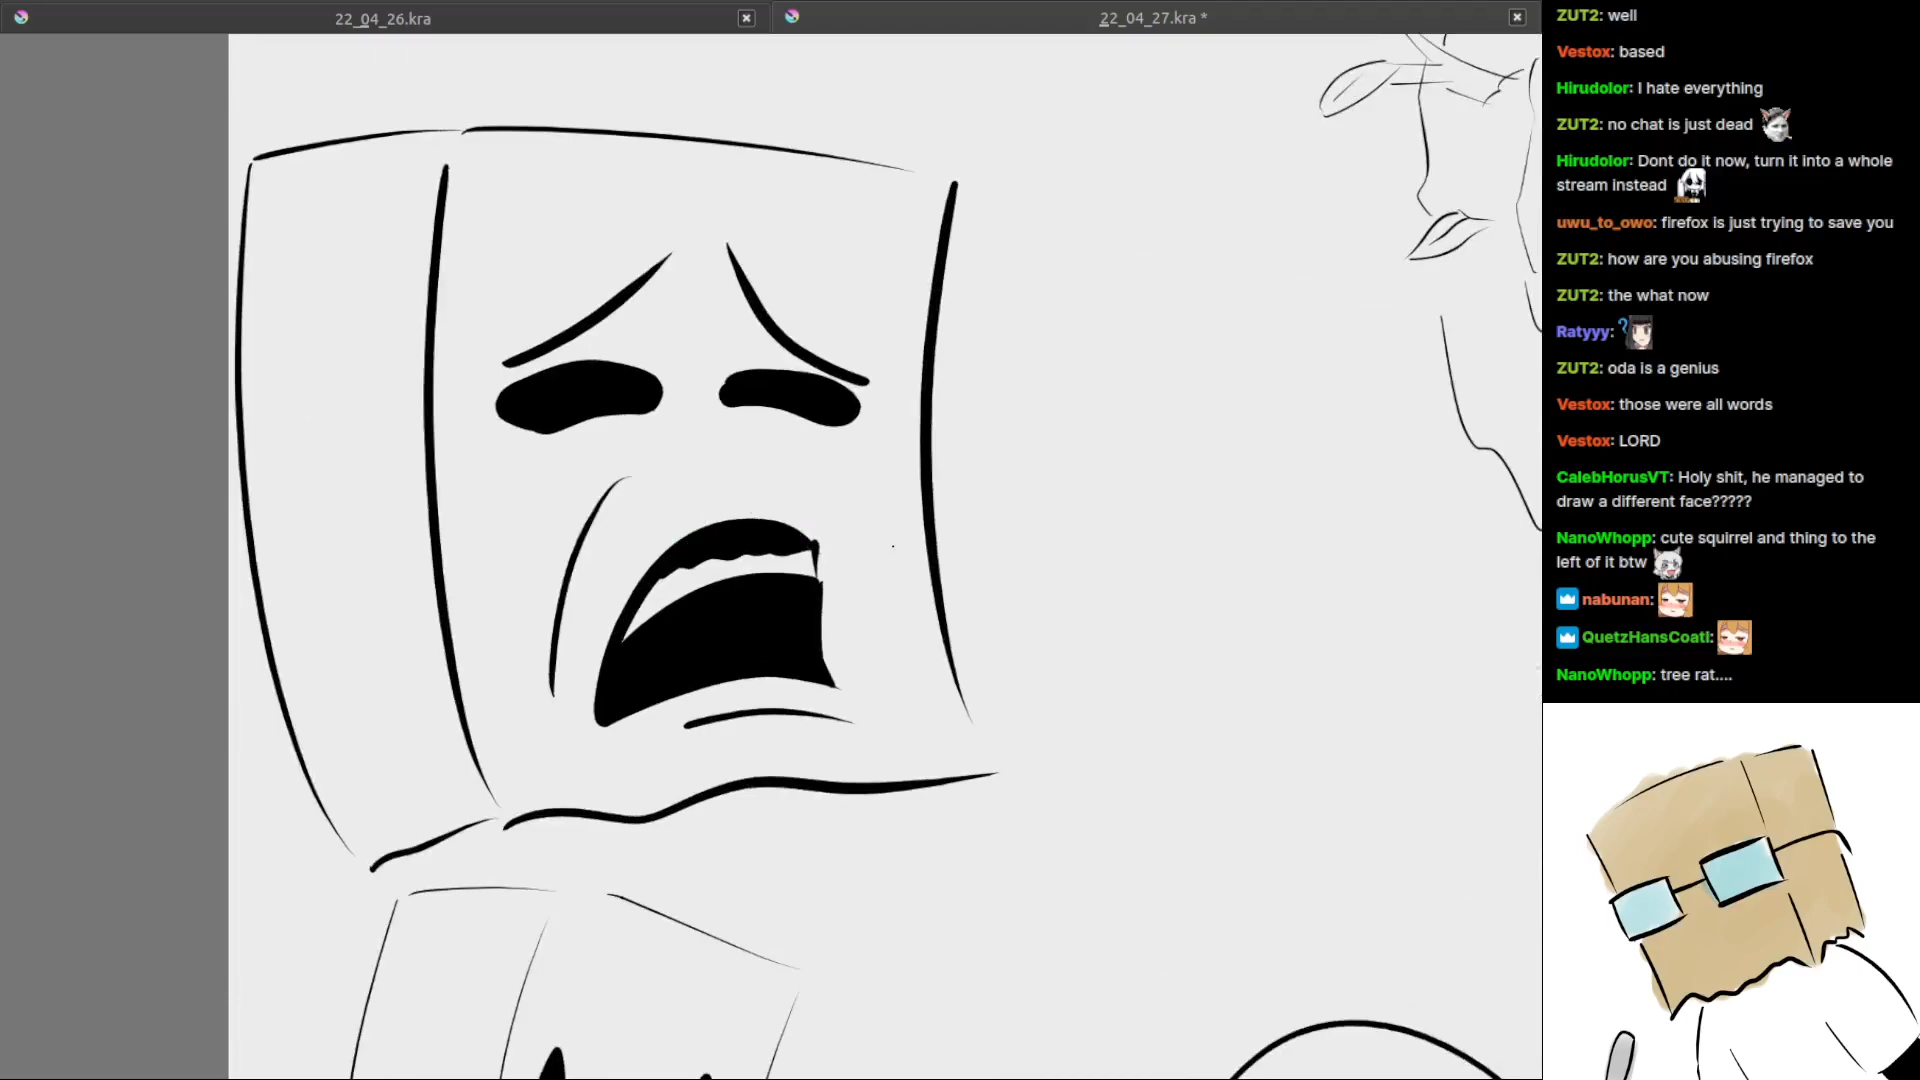 22_04_26.kra
22_04_27.kra *
ZUT2: well
Vestox: based
Hirudolor: I hate everything
ZUT2: no chat is just dead
Hirudolor: Dont do it now, turn it into a whole
stream instead
uwu_to_owo: firefox is just trying to save you
ZUT2: how are you abusing firefox
ZUT2: the what now
Ratyyy:
ZUT2: oda is a genius
Vestox: those were all words
Vestox: LORD
CalebHorusVT: Holy shit, he managed to
draw a different face?????
NanoWhopp: cute squirrel and thing to the
left of it btw
nabunan:
QuetzHansCoatl:
NanoWhopp: tree rat....